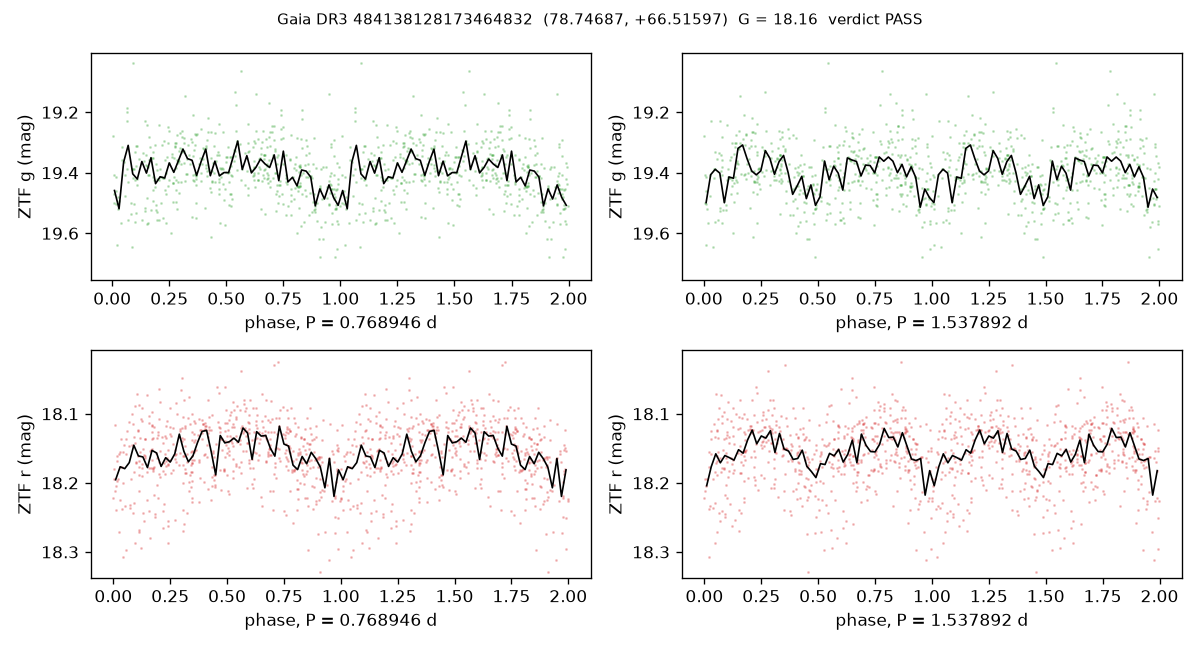 Gaia DR3 484138128173464832 (78.74687, +66.51597) G = 18.16 verdict PASS
ZTF g (mag)
19.2
19.4
19.6
0.00 0.25 0.50 0.75 1.00 1.25 1.50 1.75 2.00
phase, P = 0.768946 d
ZTF g (mag)
19.2
19.4
19.6
0.00 0.25 0.50 0.75 1.00 1.25 1.50 1.75 2.00
phase, P = 1.537892 d
ZTF r (mag)
18.1
18.2
18.3
0.00 0.25 0.50 0.75 1.00 1.25 1.50 1.75 2.00
phase, P = 0.768946 d
ZTF r (mag)
18.1
18.2
18.3
0.00 0.25 0.50 0.75 1.00 1.25 1.50 1.75 2.00
phase, P = 1.537892 d